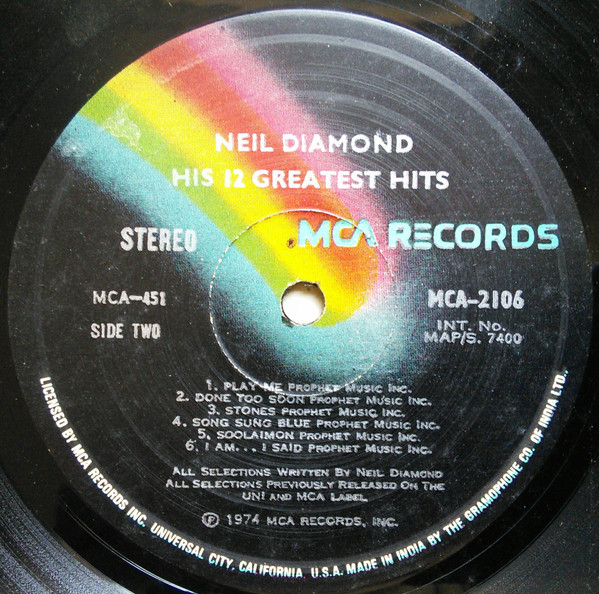 NEIL DIAMOND
HIS 12 GREATEST HITS
STEREO
MCA RECORDS
MCA-451
MCA-2106
SIDE TWO
INT. No.
MAP/S. 7400
1. PLAY ME PROPHET MUSIC INC.
2. DONE TOO SOON PROPHET MUSIC INC.
3. STONES PROPHET MUSIC INC.
4. SONG SUNG BLUE PROPHET MUSIC INC.
5. SOOLAIMON PROPHET MUSIC INC.
6. I AM... I SAID PROPHET MUSIC INC.
ALL SELECTIONS WRITTEN BY NEIL DIAMOND
ALL SELECTIONS PREVIOUSLY RELEASED ON THE
UNI AND MCA LABEL
Ⓟ 1974 MCA RECORDS, INC.
LICENSED BY MCA RECORDS INC. UNIVERSAL CITY, CALIFORNIA, U.S.A. MADE IN INDIA BY THE GRAMOPHONE CO. OF INDIA LTD.,